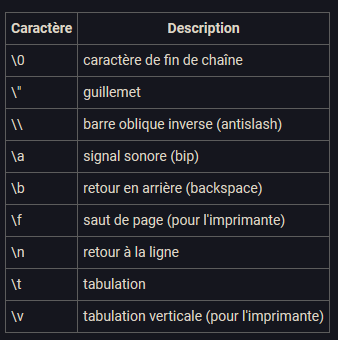 Caractère Description
\0 caractère de fin de chaîne
\" guillemet
\\ barre oblique inverse (antislash)
\a signal sonore (bip)
\b retour en arrière (backspace)
\f saut de page (pour l'imprimante)
\n retour à la ligne
\t tabulation
\v tabulation verticale (pour l'imprimante)